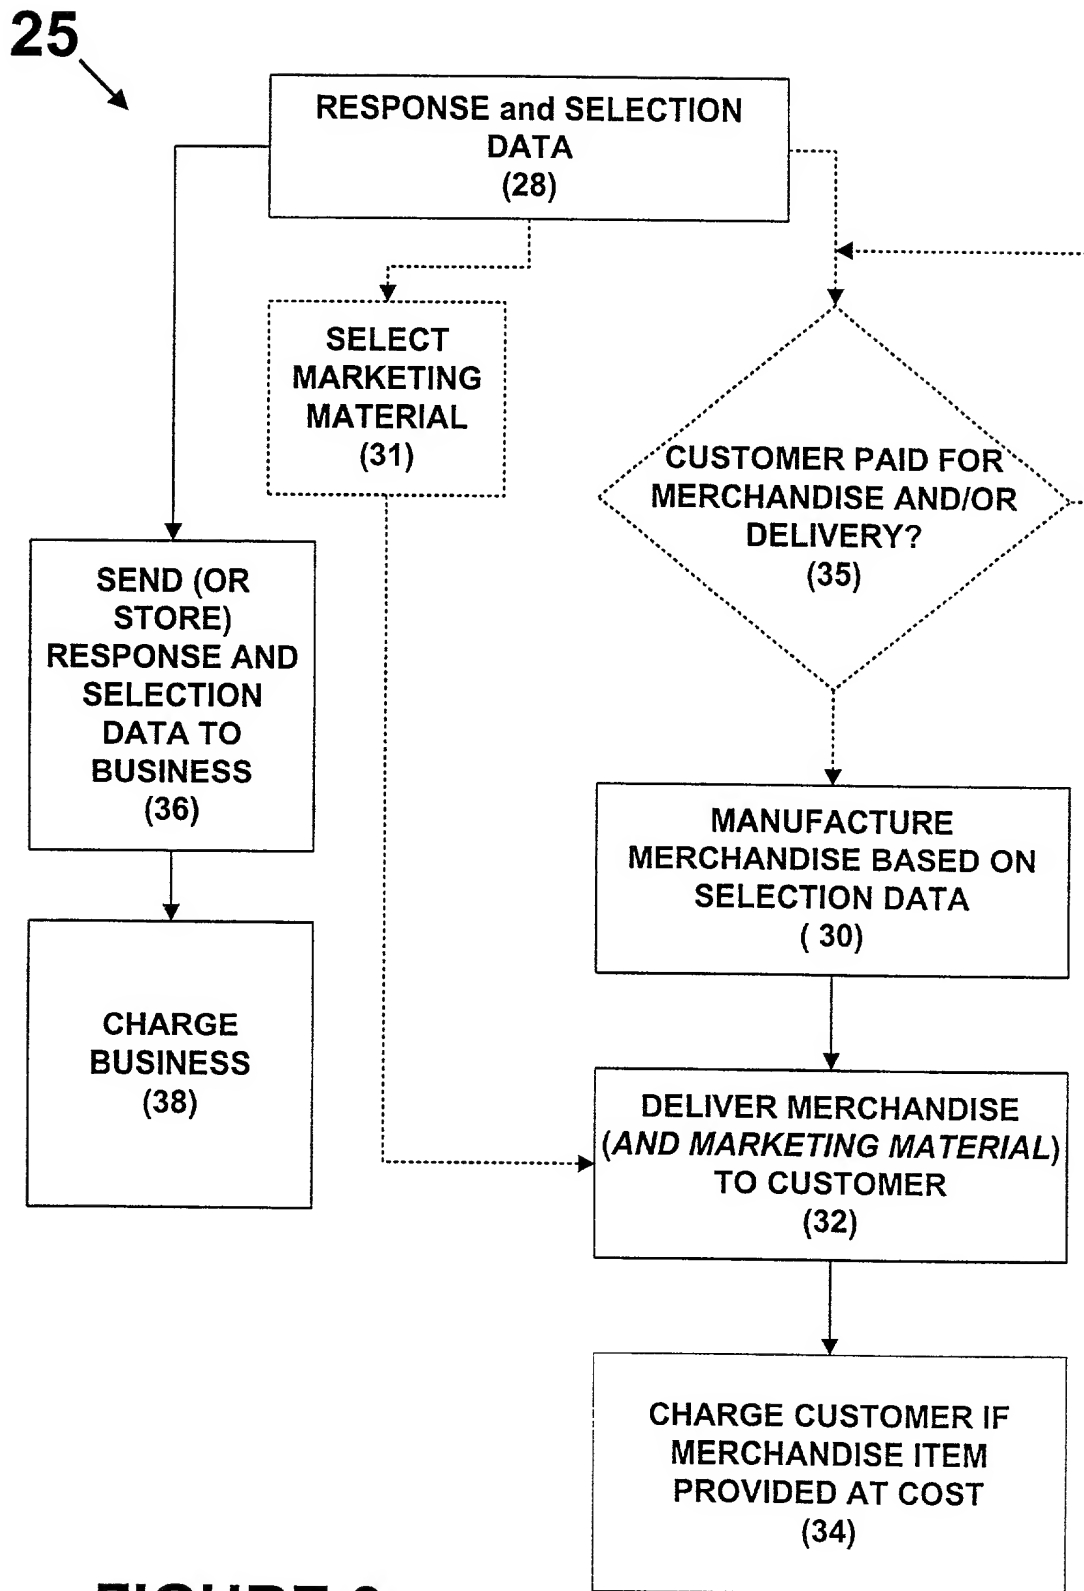 25
RESPONSE and SELECTION
DATA
(28)
SELECT
MARKETING
MATERIAL
(31)
CUSTOMER PAID FOR
MERCHANDISE AND/OR
DELIVERY?
(35)
SEND (OR
STORE)
RESPONSE AND
SELECTION
DATA TO
BUSINESS
(36)
MANUFACTURE
MERCHANDISE BASED ON
SELECTION DATA
( 30)
CHARGE
BUSINESS
(38)
DELIVER MERCHANDISE
(AND MARKETING MATERIAL)
TO CUSTOMER
(32)
CHARGE CUSTOMER IF
MERCHANDISE ITEM
PROVIDED AT COST
(34)
FIGURE